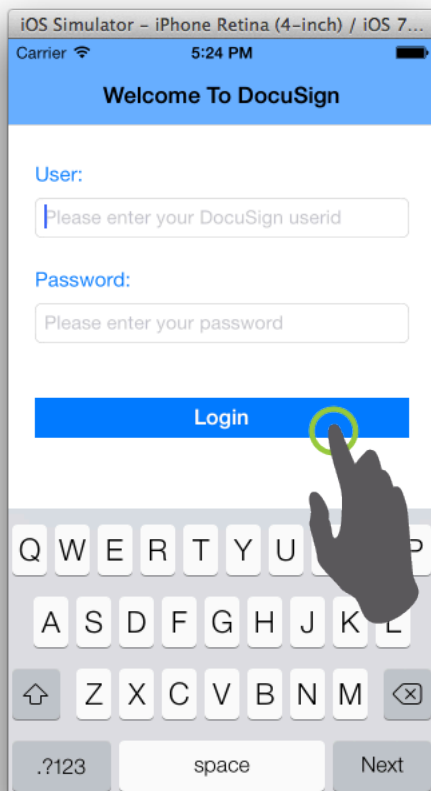 iOS Simulator – iPhone Retina (4-inch) / iOS 7...
Carrier 5:24 PM
Welcome To DocuSign
User:
Please enter your DocuSign userid
Password:
Please enter your password
Login
Q W E R T Y U P
A S D F G H J K L
Z X C V B N M
.?123 space Next